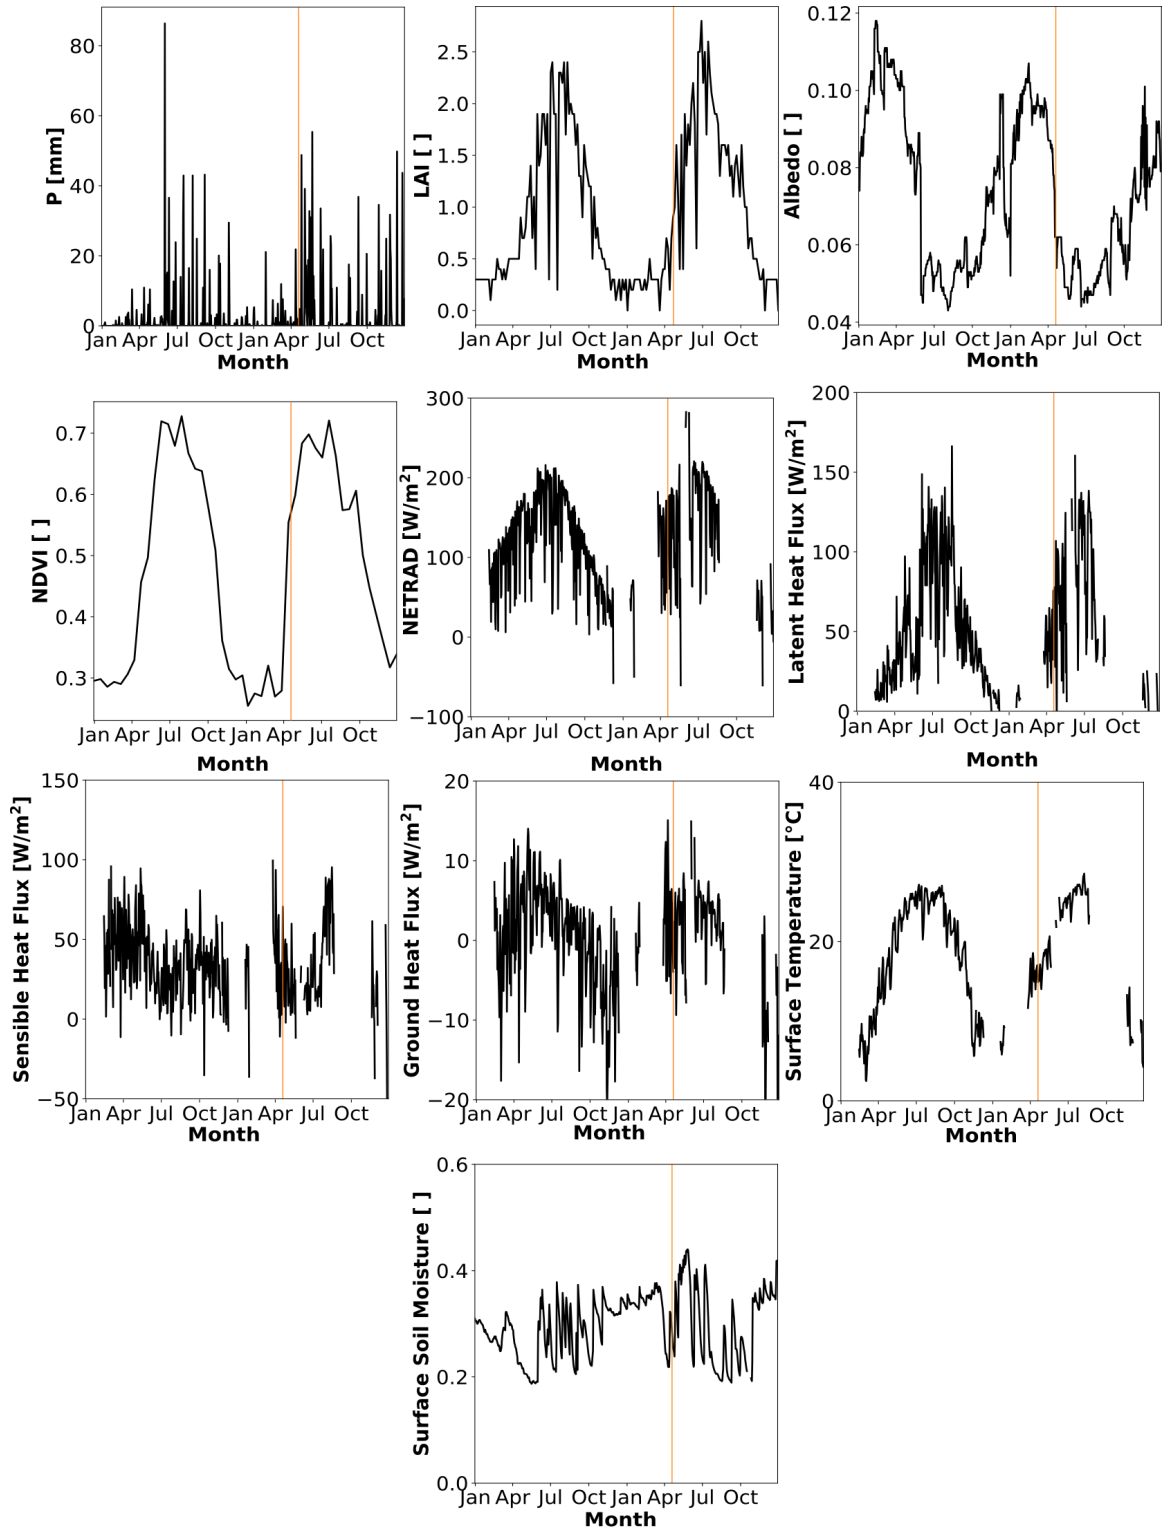 P [mm]
80
60
40
20
0
Jan Apr Jul Oct Jan Apr Jul Oct
Month
LAI [ ]
2.5
2.0
1.5
1.0
0.5
0.0
Jan Apr Jul Oct Jan Apr Jul Oct
Month
Albedo [ ]
0.12
0.10
0.08
0.06
0.04
Jan Apr Jul Oct Jan Apr Jul Oct
Month
NDVI [ ]
0.7
0.6
0.5
0.4
0.3
Jan Apr Jul Oct Jan Apr Jul Oct
Month
NETRAD [W/m²]
300
200
100
0
−100
Jan Apr Jul Oct Jan Apr Jul Oct
Month
Latent Heat Flux [W/m²]
200
150
100
50
0
Jan Apr Jul Oct Jan Apr Jul Oct
Month
Sensible Heat Flux [W/m²]
150
100
50
0
−50
Jan Apr Jul Oct Jan Apr Jul Oct
Month
Ground Heat Flux [W/m²]
20
10
0
−10
−20
Jan Apr Jul Oct Jan Apr Jul Oct
Month
Surface Temperature [°C]
40
20
0
Jan Apr Jul Oct Jan Apr Jul Oct
Month
Surface Soil Moisture [ ]
0.6
0.4
0.2
0.0
Jan Apr Jul Oct Jan Apr Jul Oct
Month